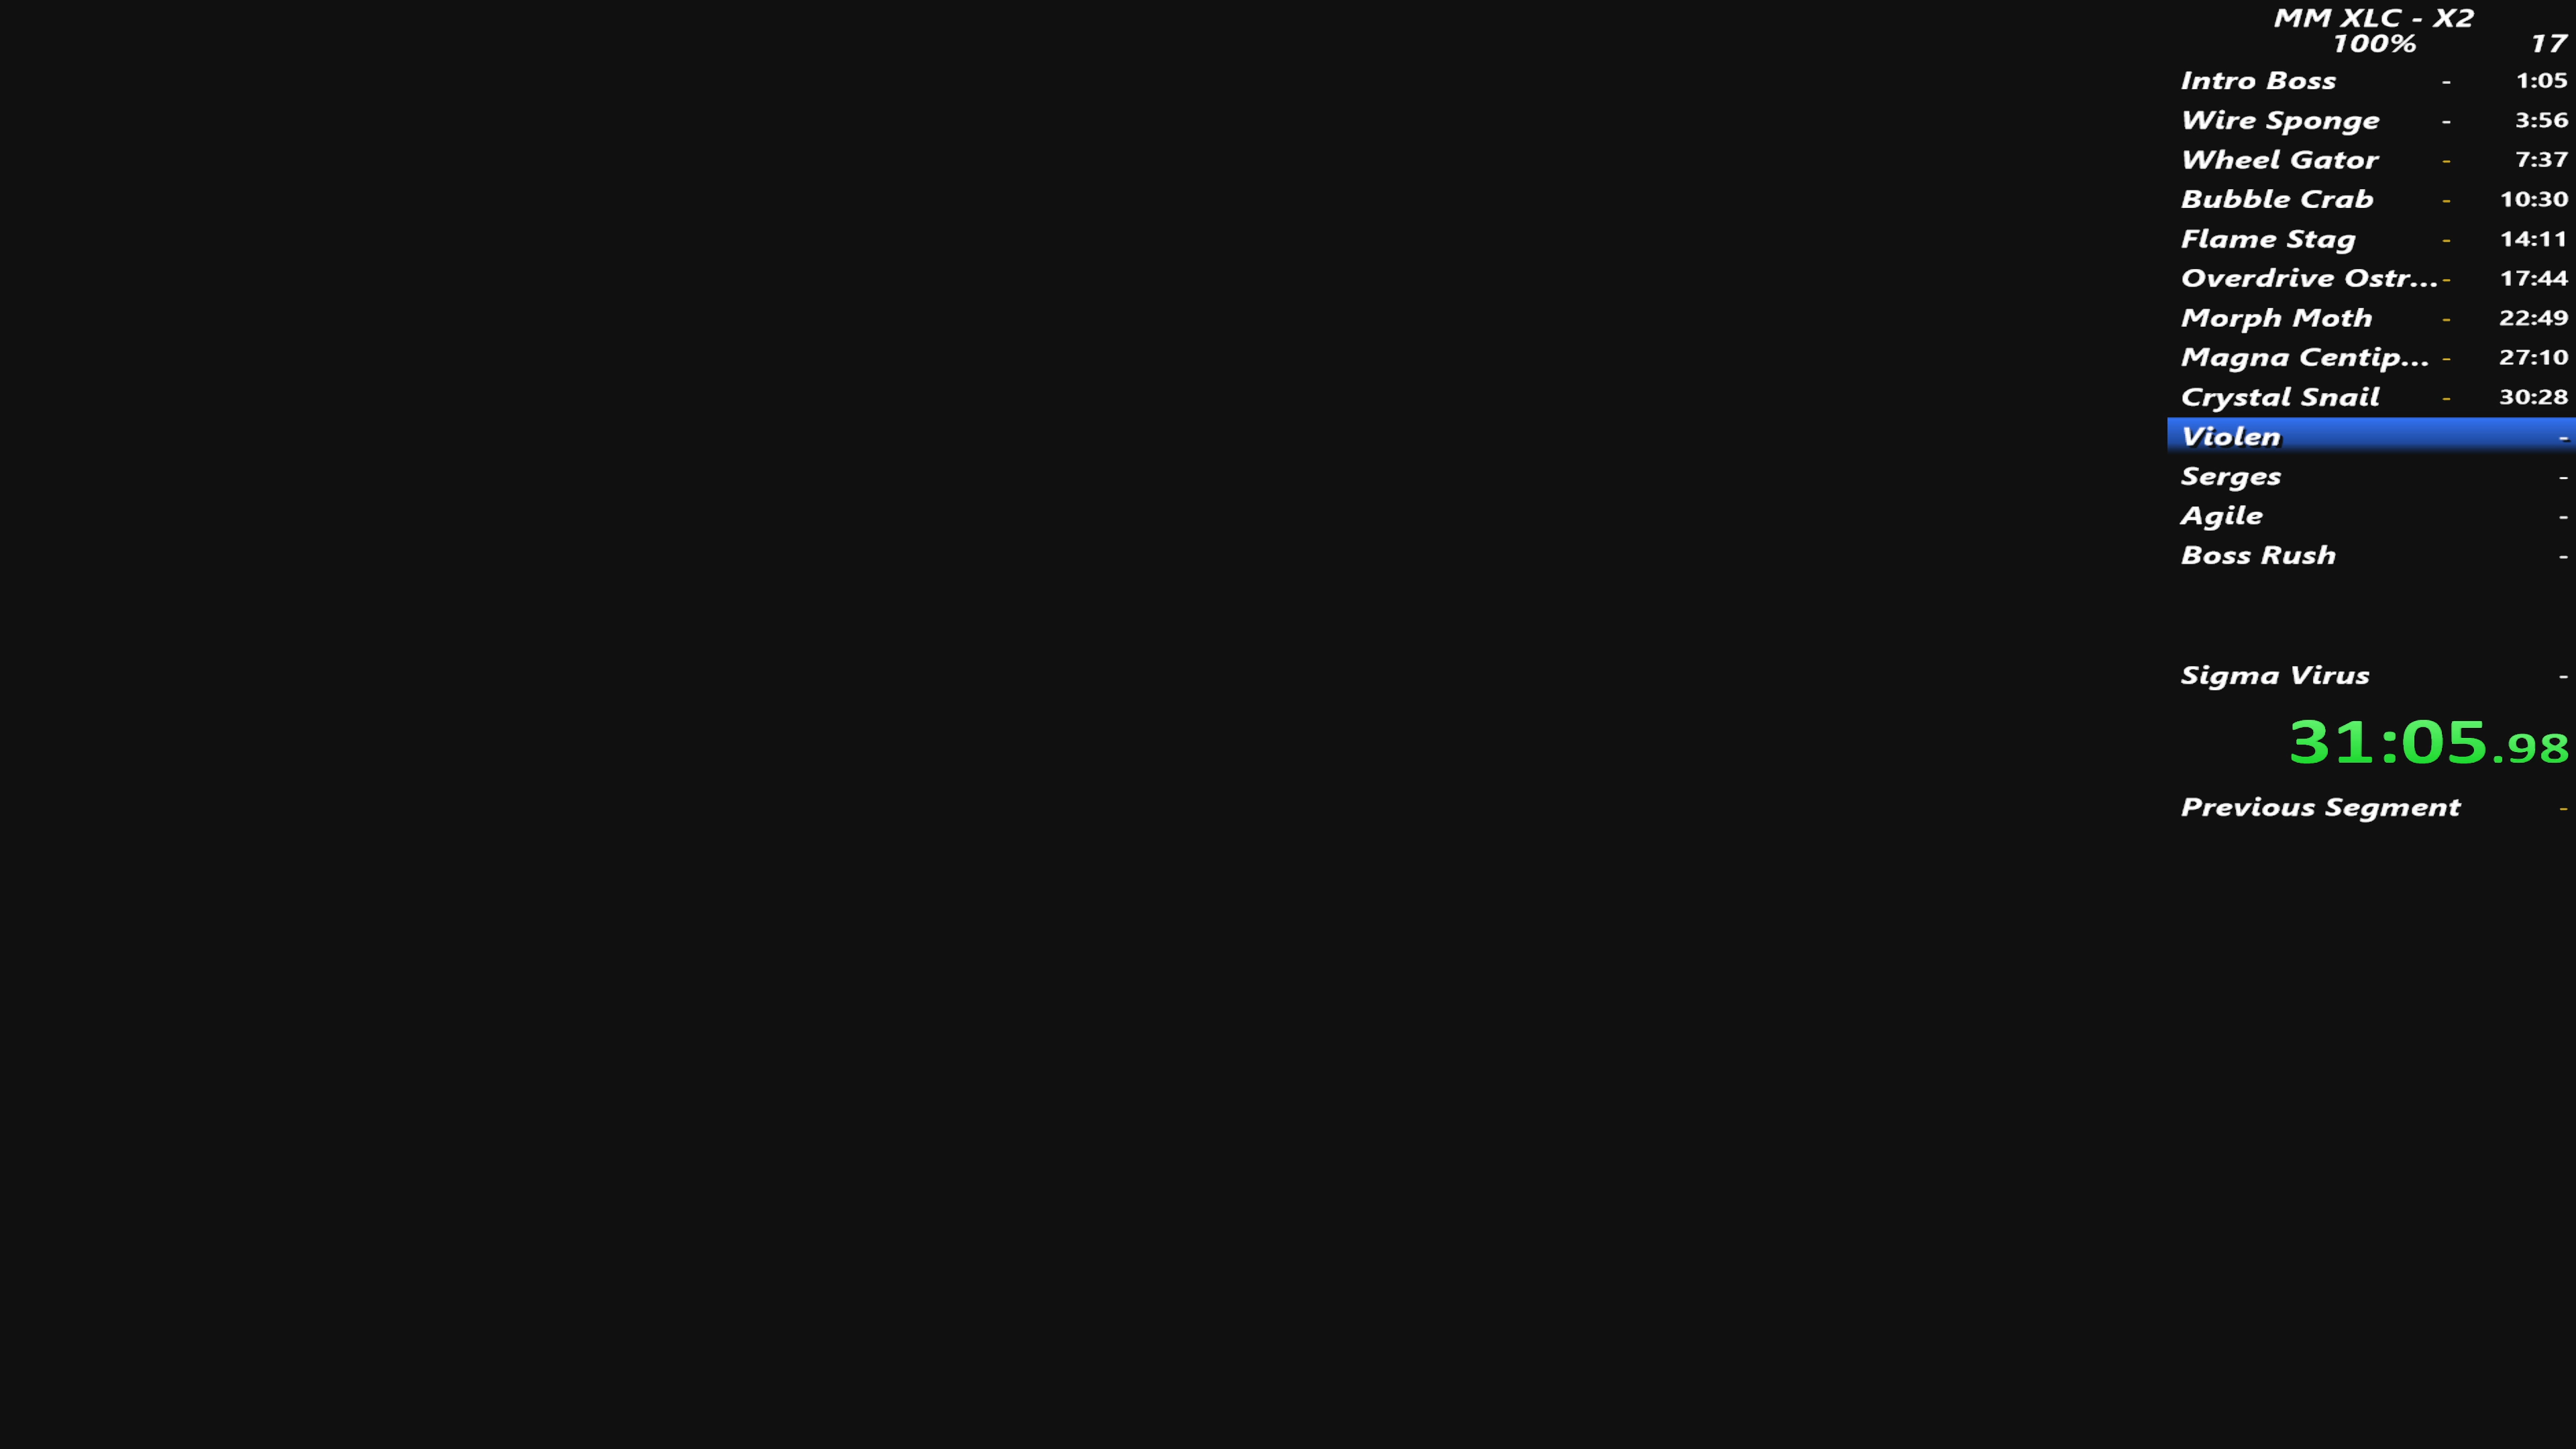 MM XLC - X2
100% 17
Intro Boss - 1:05
Wire Sponge - 3:56
Wheel Gator - 7:37
Bubble Crab - 10:30
Flame Stag - 14:11
Overdrive Ostr... - 17:44
Morph Moth - 22:49
Magna Centip... - 27:10
Crystal Snail - 30:28
Violen -
Serges -
Agile -
Boss Rush -
Sigma Virus -
31:05.98
Previous Segment -